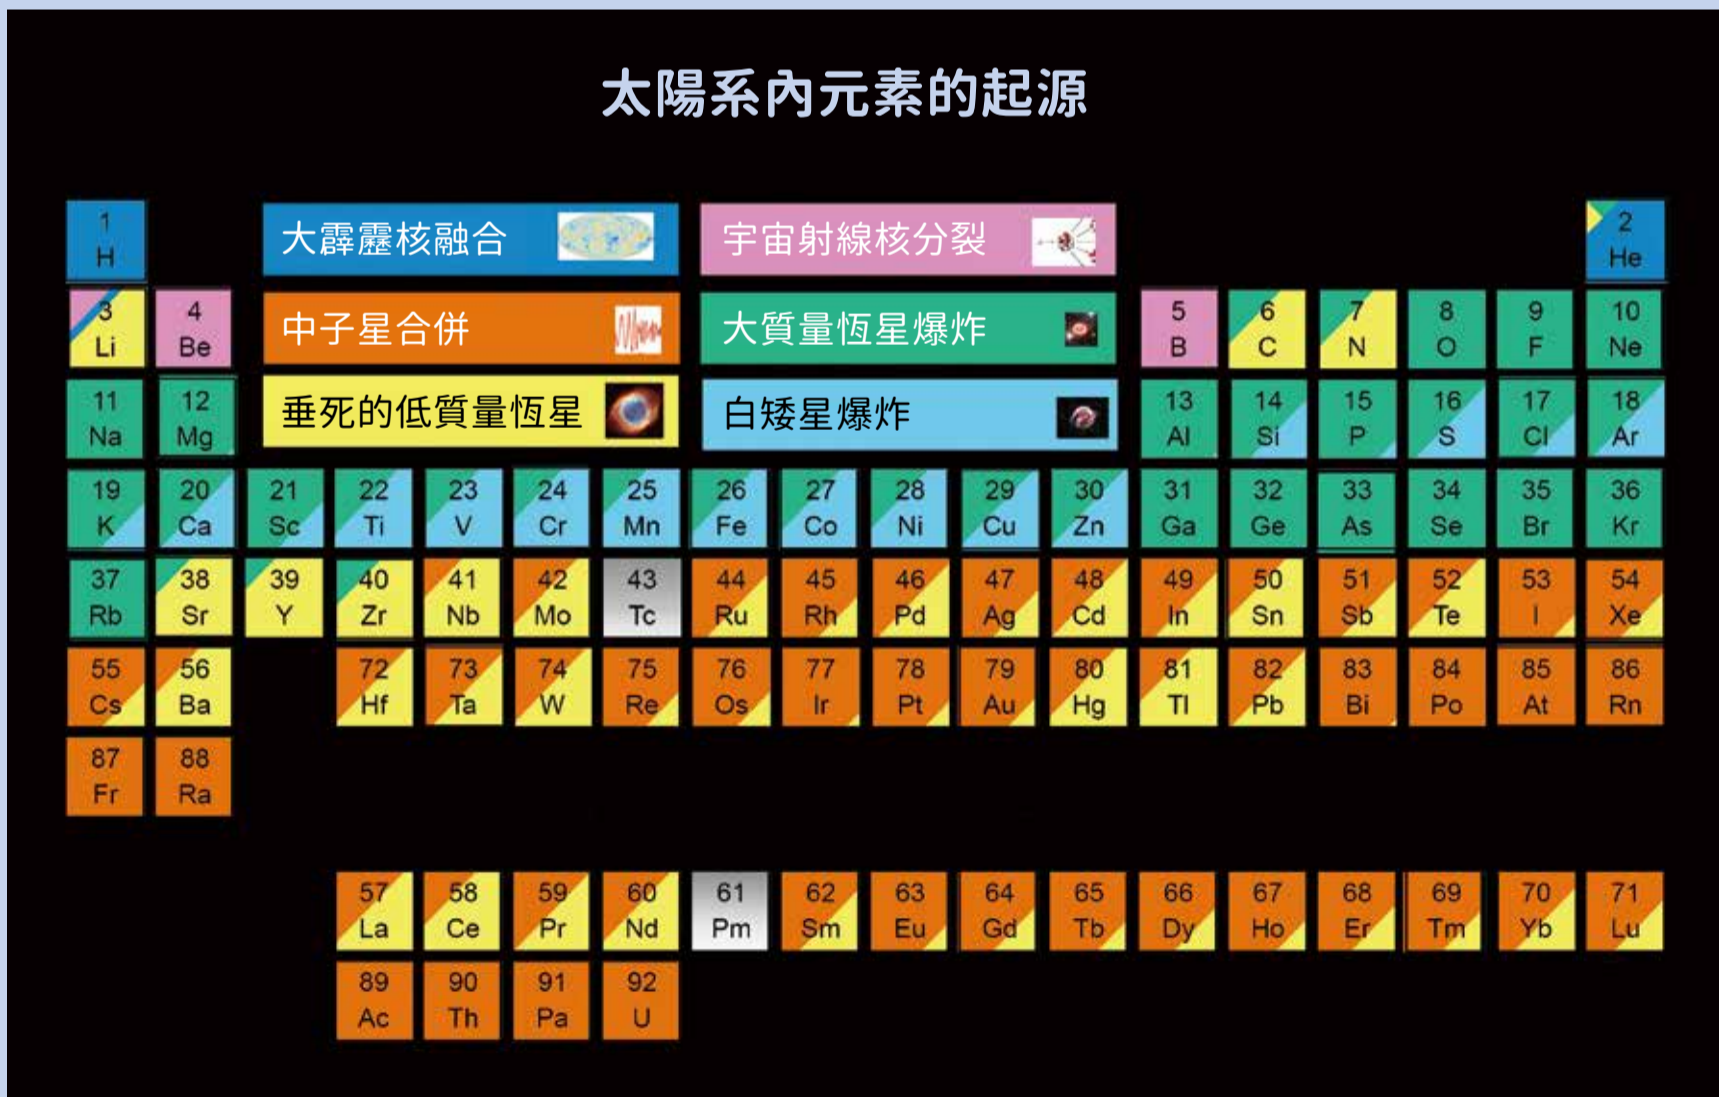 太陽系內元素的起源
1 H
大霹靂核融合
宇宙射線核分裂
2 He
3 Li
4 Be
中子星合併
大質量恆星爆炸
5 B
6 C
7 N
8 O
9 F
10 Ne
11 Na
12 Mg
垂死的低質量恆星
白矮星爆炸
13 Al
14 Si
15 P
16 S
17 Cl
18 Ar
19 K
20 Ca
21 Sc
22 Ti
23 V
24 Cr
25 Mn
26 Fe
27 Co
28 Ni
29 Cu
30 Zn
31 Ga
32 Ge
33 As
34 Se
35 Br
36 Kr
37 Rb
38 Sr
39 Y
40 Zr
41 Nb
42 Mo
43 Tc
44 Ru
45 Rh
46 Pd
47 Ag
48 Cd
49 In
50 Sn
51 Sb
52 Te
53 I
54 Xe
55 Cs
56 Ba
72 Hf
73 Ta
74 W
75 Re
76 Os
77 Ir
78 Pt
79 Au
80 Hg
81 Tl
82 Pb
83 Bi
84 Po
85 At
86 Rn
87 Fr
88 Ra
57 La
58 Ce
59 Pr
60 Nd
61 Pm
62 Sm
63 Eu
64 Gd
65 Tb
66 Dy
67 Ho
68 Er
69 Tm
70 Yb
71 Lu
89 Ac
90 Th
91 Pa
92 U